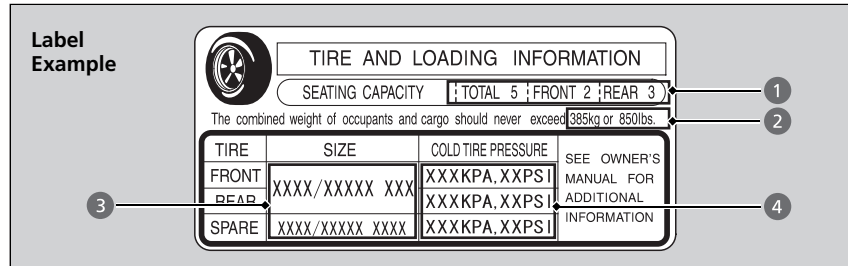 Label
Example
TIRE AND LOADING INFORMATION
SEATING CAPACITY TOTAL 5 FRONT 2 REAR 3
1
The combined weight of occupants and cargo should never exceed 385kg or 850lbs.
2
TIRE SIZE COLD TIRE PRESSURE
SEE OWNER'S
MANUAL FOR
ADDITIONAL
INFORMATION
FRONT XXXX/XXXXX XXX XXXKPA,XXPSI
REAR XXXKPA,XXPSI
3
4
SPARE XXXX/XXXXX XXXX XXXKPA,XXPSI